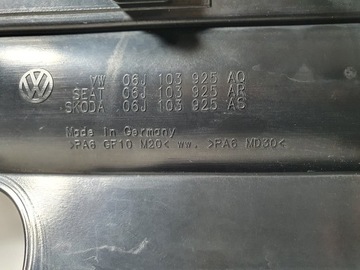 VW 06J 103 925 AQ
SEAT 06J 103 925 AR
SKODA 06J 103 925 AS
Made in Germany
>PA6 GF10 M20< ww. >PA6 MD30<